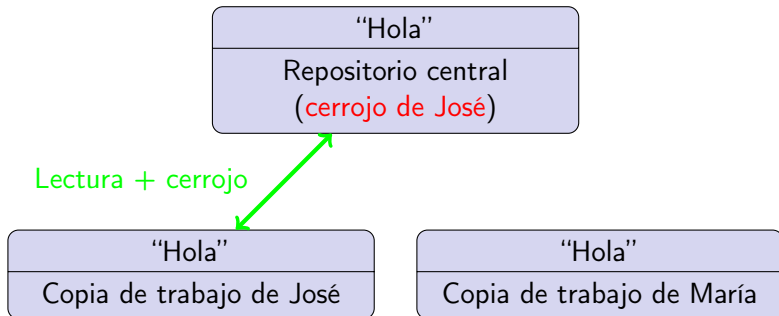 “Hola”
Repositorio central
(cerrojo de José)
Lectura + cerrojo
“Hola”
Copia de trabajo de José
“Hola”
Copia de trabajo de María